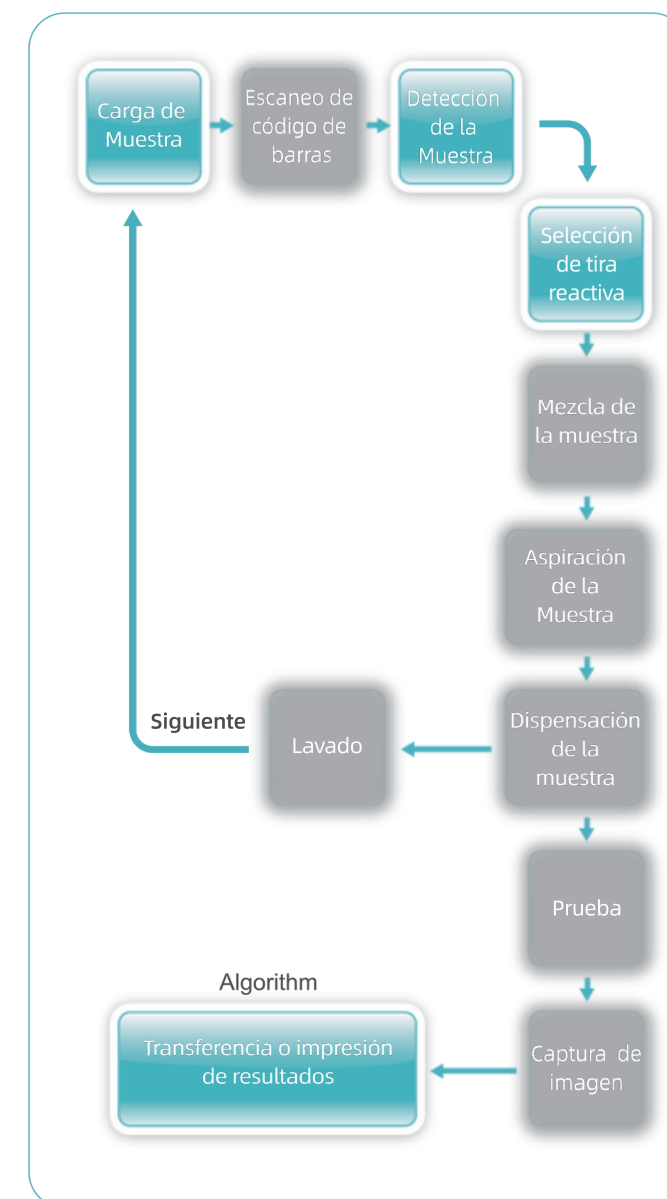 Carga de
Muestra
Escaneo de
código de
barras
Detección
de la
Muestra
Selección
de tira
reactiva
Mezcla de
la muestra
Aspiración
de la
Muestra
Dispensación
de la
muestra
Lavado
Siguiente
Prueba
Captura de
imagen
Algorithm
Transferencia o impresión
de resultados